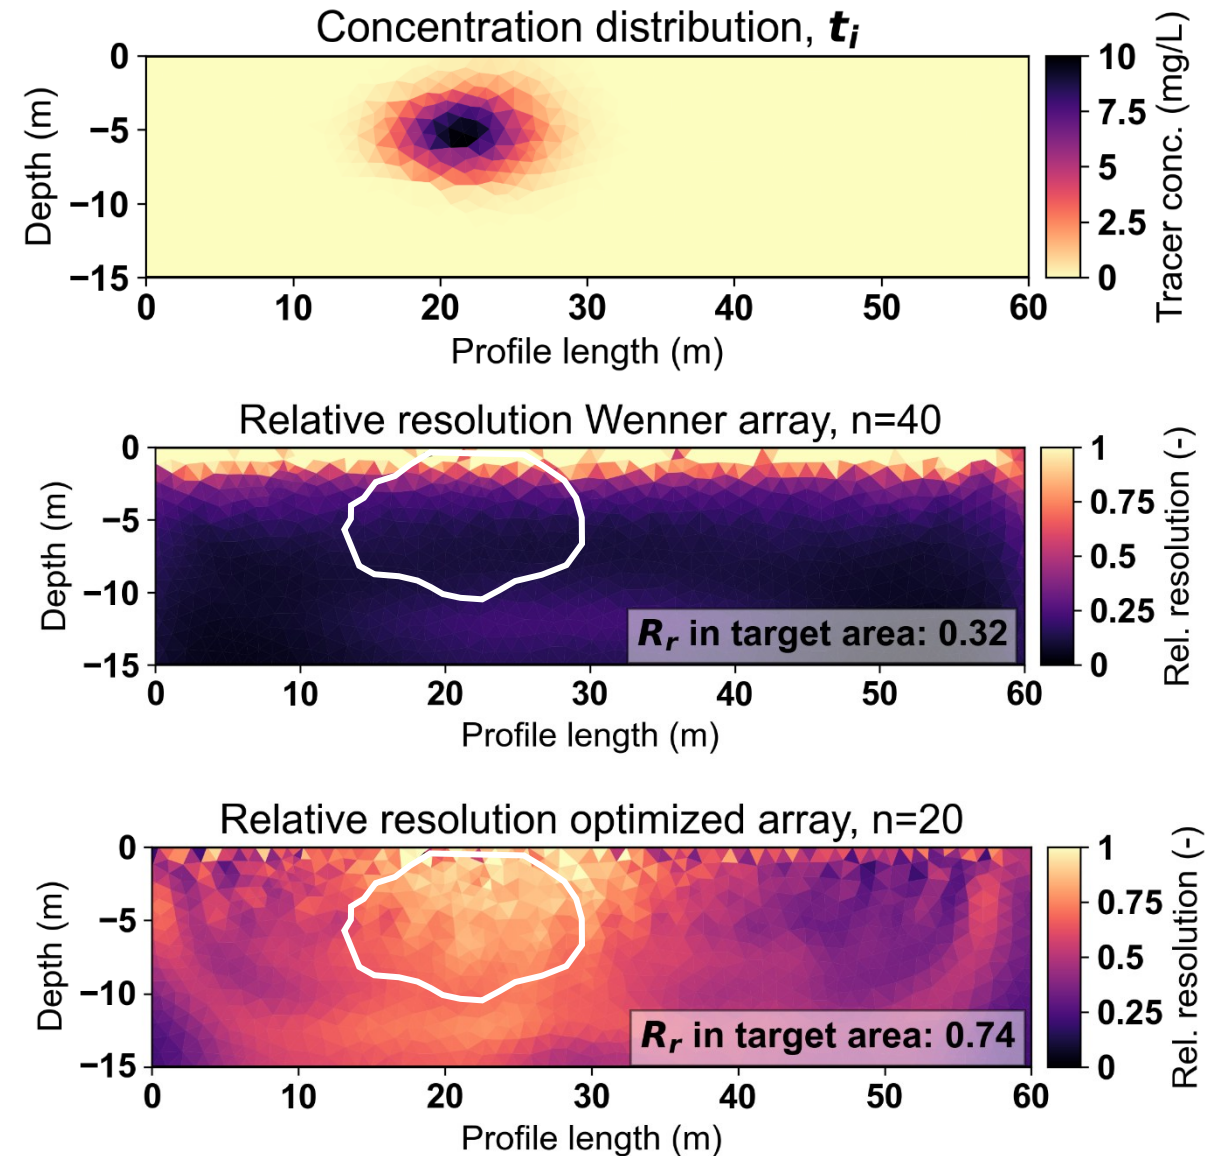 Concentration distribution, tᵢ
0
−5
−10
−15
Depth (m)
0 10 20 30 40 50 60
Profile length (m)
10
7.5
5
2.5
0
Tracer conc. (mg/L)
Relative resolution Wenner array, n=40
0
−5
−10
−15
Depth (m)
Rᵣ in target area: 0.32
0 10 20 30 40 50 60
Profile length (m)
1
0.75
0.5
0.25
0
Rel. resolution (-)
Relative resolution optimized array, n=20
0
−5
−10
−15
Depth (m)
Rᵣ in target area: 0.74
0 10 20 30 40 50 60
Profile length (m)
1
0.75
0.5
0.25
0
Rel. resolution (-)